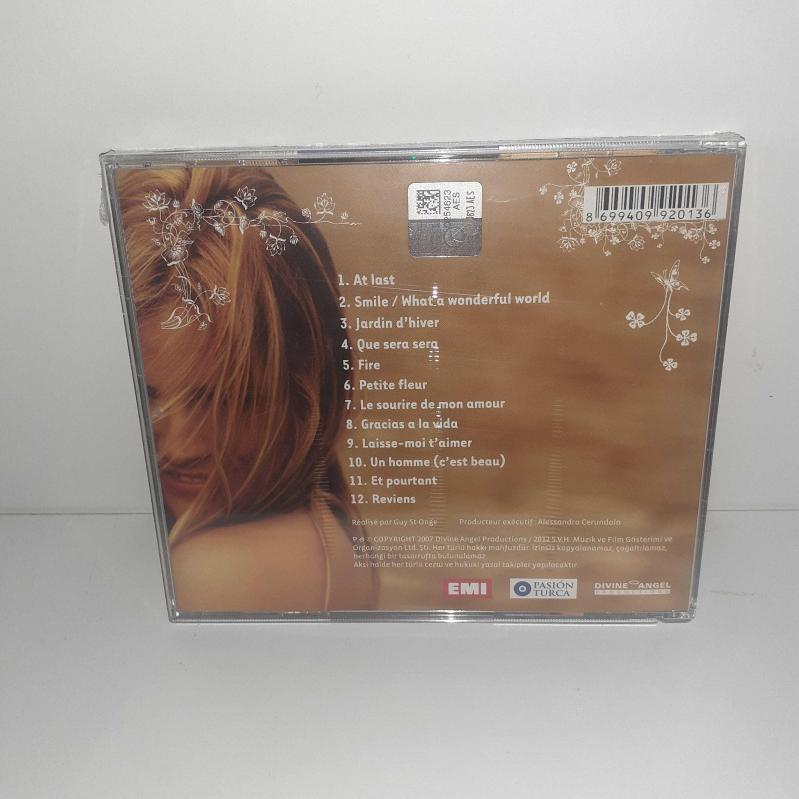 254623
AES
623 AES
8 699409 920136
1. At last
2. Smile / What a wonderful world
3. Jardin d'hiver
4. Que sera sera
5. Fire
6. Petite fleur
7. Le sourire de mon amour
8. Gracias a la vida
9. Laisse-moi t'aimer
10. Un homme (c'est beau)
11. Et pourtant
12. Reviens
Réalisé par Guy St-Onge Producteur exécutif : Alessandra Cerundolo
COPYRIGHT 2007 Divine Angel Productions / 2012 S.V.H. Müzik ve Film Gösterimi ve
Organizasyon Ltd. Şti. Her türlü hakkı mahfuzdur. İzinsiz kopyalanamaz, çoğaltılamaz,
herhangi bir tasarrufta bulunulamaz.
Aksi halde her türlü cezai ve hukuki yasal takipler yapılacaktır.
EMI
PASIÓN
TURCA
DIVINE ANGEL
PRODUCTIONS